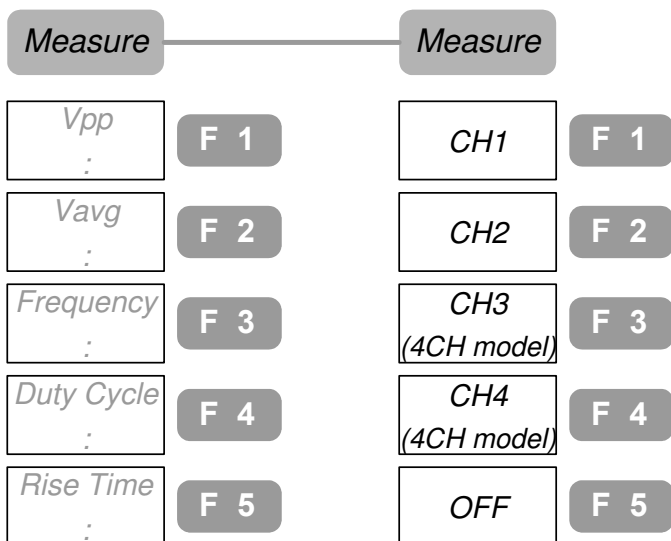 Measure
Measure
Vpp
:
F 1
CH1
F 1
Vavg
:
F 2
CH2
F 2
Frequency
:
F 3
CH3
(4CH model)
F 3
Duty Cycle
:
F 4
CH4
(4CH model)
F 4
Rise Time
:
F 5
OFF
F 5